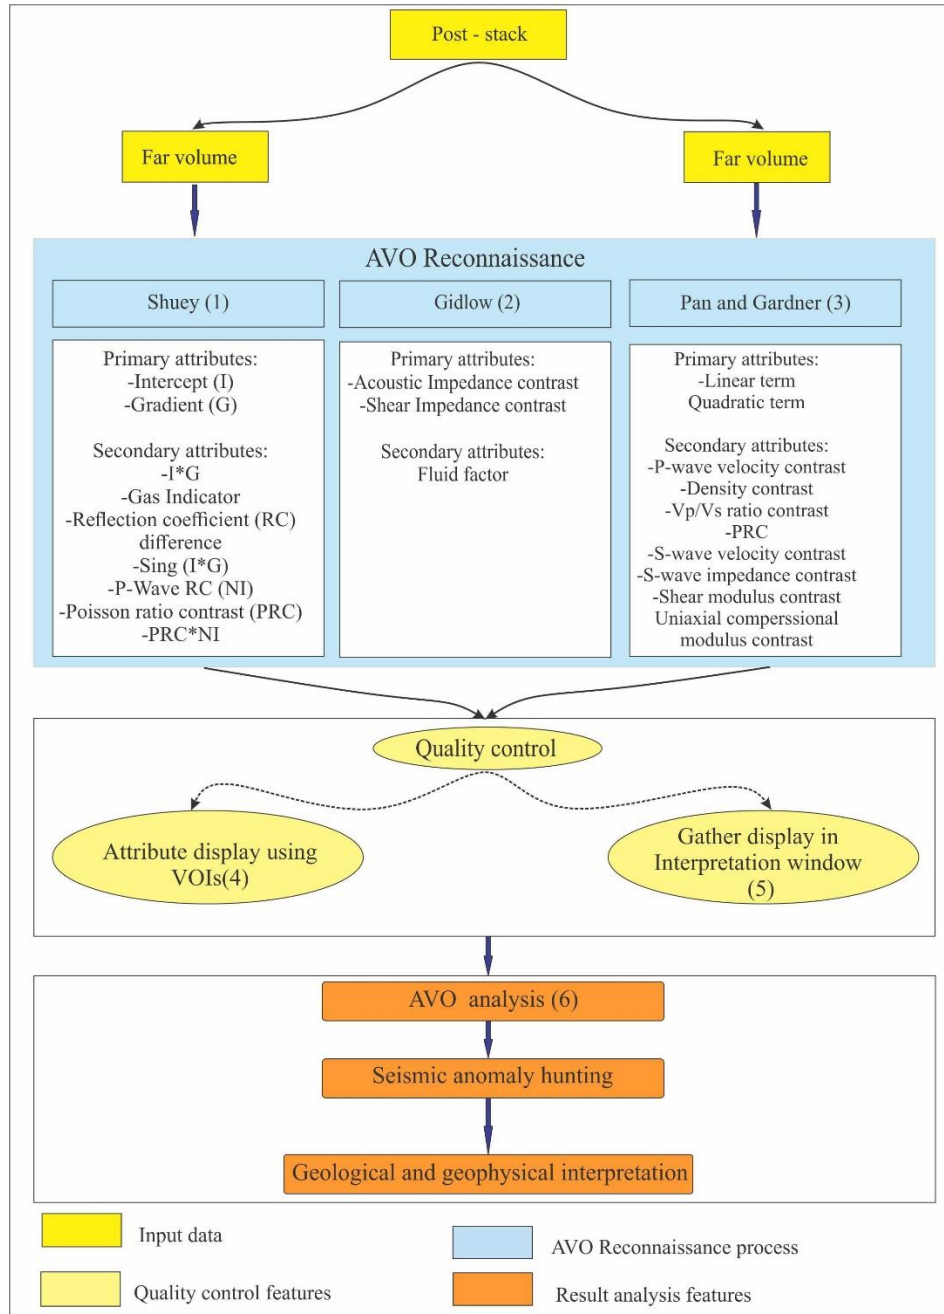 Post - stack
Far volume
Far volume
AVO Reconnaissance
Shuey (1)
Primary attributes:
-Intercept (I)
-Gradient (G)
Secondary attributes:
-I*G
-Gas Indicator
-Reflection coefficient (RC)
difference
-Sing (I*G)
-P-Wave RC (NI)
-Poisson ratio contrast (PRC)
-PRC*NI
Gidlow (2)
Primary attributes:
-Acoustic Impedance contrast
-Shear Impedance contrast
Secondary attributes:
Fluid factor
Pan and Gardner (3)
Primary attributes:
-Linear term
Quadratic term
Secondary attributes:
-P-wave velocity contrast
-Density contrast
-Vp/Vs ratio contrast
-PRC
-S-wave velocity contrast
-S-wave impedance contrast
-Shear modulus contrast
Uniaxial comperssional
modulus contrast
Quality control
Attribute display using
VOIs(4)
Gather display in
Interpretation window
(5)
AVO analysis (6)
Seismic anomaly hunting
Geological and geophysical interpretation
Input data
AVO Reconnaissance process
Quality control features
Result analysis features